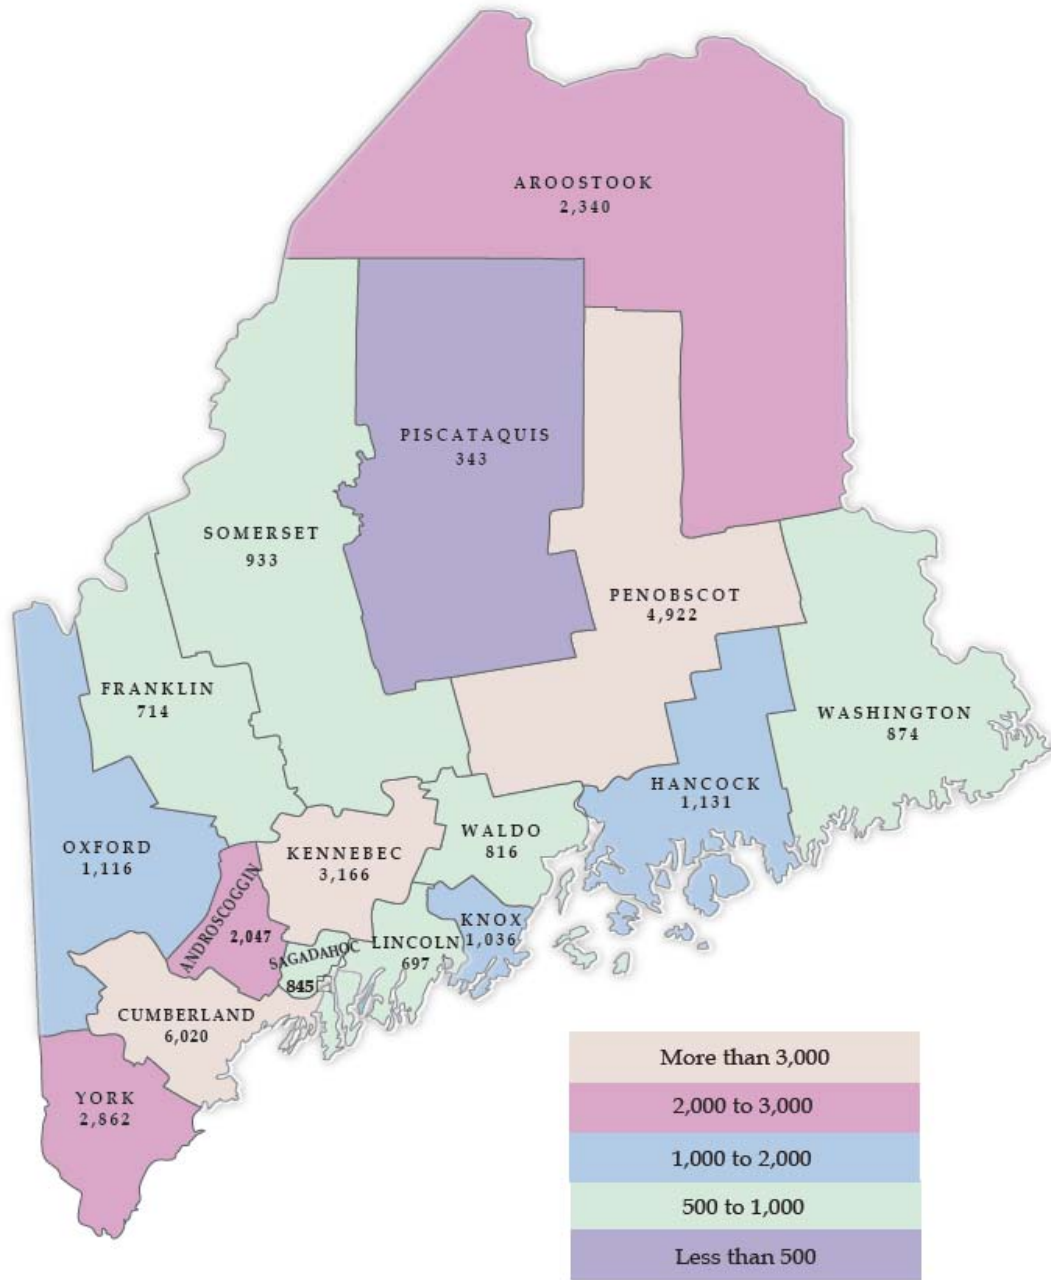 AROOSTOOK
2,340
PISCATAQUIS
343
SOMERSET
933
PENOBSCOT
4,922
FRANKLIN
714
WASHINGTON
874
HANCOCK
1,131
OXFORD
1,116
KENNEBEC
3,166
WALDO
816
ANDROSCOGGIN
2,047
KNOX
1,036
LINCOLN
697
SAGADAHOC
845
CUMBERLAND
6,020
YORK
2,862
More than 3,000
2,000 to 3,000
1,000 to 2,000
500 to 1,000
Less than 500